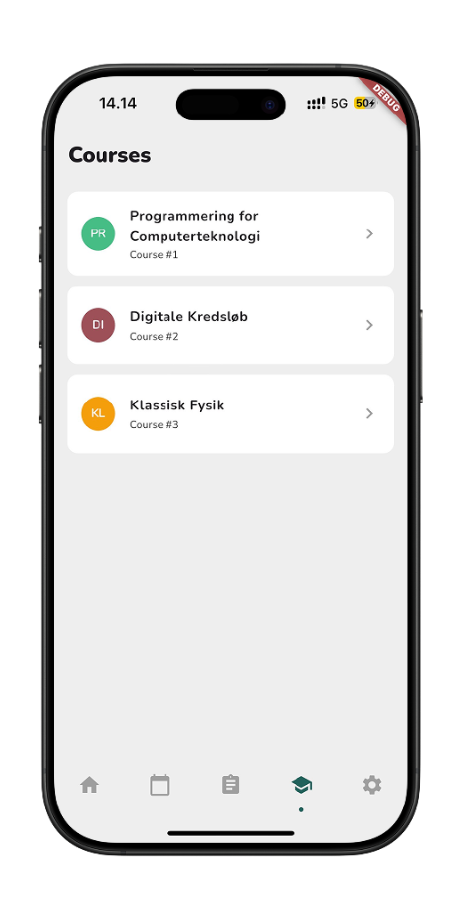 14.14
5G
50
DEBUG
Courses
PR
Programmering for
Computerteknologi
Course #1
DI
Digitale Kredsløb
Course #2
KL
Klassisk Fysik
Course #3